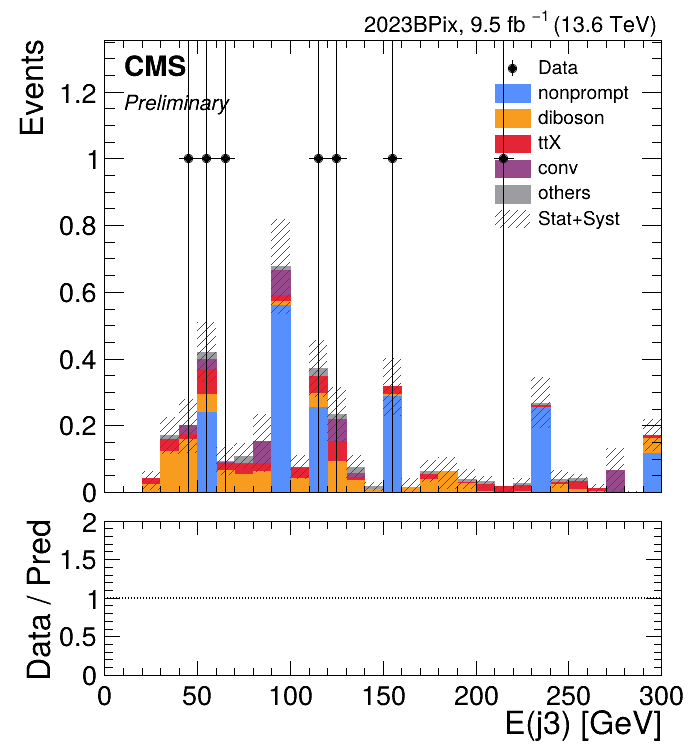 2023BPix, 9.5 fb⁻¹ (13.6 TeV)
CMS
Preliminary
Events
Data
nonprompt
diboson
ttX
conv
others
Stat+Syst
1.2
1
0.8
0.6
0.4
0.2
0
Data / Pred
2
1.5
1
0.5
0
0 50 100 150 200 250 300
E(j3) [GeV]